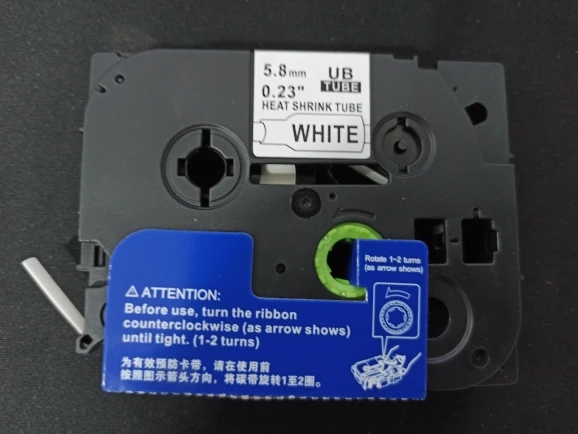 5.8mm
UB
0.23"
TUBE
HEAT SHRINK TUBE
WHITE
Rotate 1~2 turns
(as arrow shows)
⚠ ATTENTION:
Before use, turn the ribbon
counterclockwise (as arrow shows)
until tight. (1-2 turns)
为有效预防卡带，请在使用前
按照图示箭头方向，将碳带旋转1至2圈。